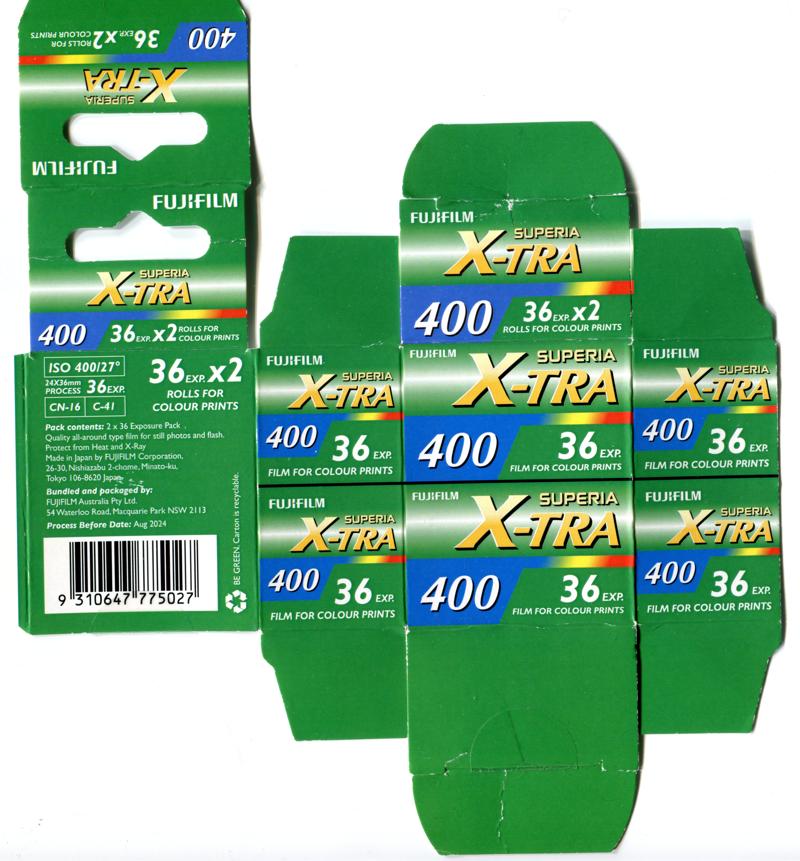 400
36 EXP. x2
ROLLS FOR
COLOUR PRINTS
SUPERIA
X-TRA
FUJIFILM
FUJIFILM
SUPERIA
X-TRA
400
36 EXP. x2 ROLLS FOR
COLOUR PRINTS
ISO 400/27°
24X36mm
PROCESS 36 EXP.
CN-16 C-41
36 EXP. x2
ROLLS FOR
COLOUR PRINTS
Pack contents: 2 x 36 Exposure Pack
Quality all-around type film for still photos and flash.
Protect from Heat and X-Ray
Made in Japan by FUJIFILM Corporation,
26-30, Nishiazabu 2-chome, Minato-ku,
Tokyo 106-8620 Japan
Bundled and packaged by:
FUJIFILM Australia Pty Ltd.
54 Waterloo Road, Macquarie Park NSW 2113
Process Before Date: Aug 2024
9 310647 775027
BE GREEN. Carton is recyclable.
FUJIFILM
SUPERIA
X-TRA
400
36 EXP. x2
ROLLS FOR COLOUR PRINTS
FUJIFILM
SUPERIA
X-TRA
400
36 EXP.
FILM FOR COLOUR PRINTS
FUJIFILM
SUPERIA
X-TRA
400
36 EXP.
FILM FOR COLOUR PRINTS
FUJIFILM
SUPERIA
X-TRA
400
36 EXP.
FILM FOR COLOUR PRINTS
FUJIFILM
SUPERIA
X-TRA
400
36 EXP.
FILM FOR COLOUR PRINTS
FUJIFILM
SUPERIA
X-TRA
400
36 EXP.
FILM FOR COLOUR PRINTS
FUJIFILM
SUPERIA
X-TRA
400
36 EXP.
FILM FOR COLOUR PRINTS